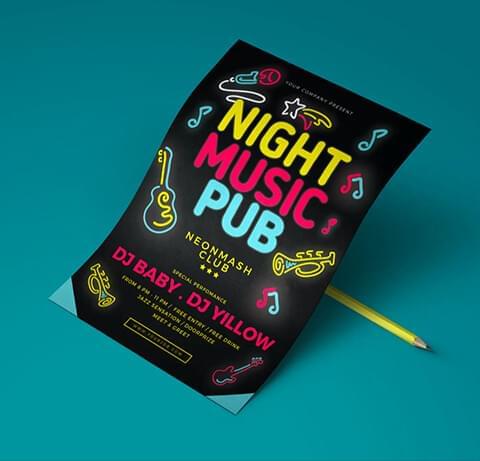 YOUR COMPANY PRESENT
NIGHT
MUSIC
PUB
NEONMASH
CLUB
SPECIAL PERFOMANCE
DJ BABY . DJ YILLOW
FROM 8 PM - 11 PM / FREE ENTRY / FREE DRINK
JAZZ SENSATION / DOORPRIZE
MEET & GREET